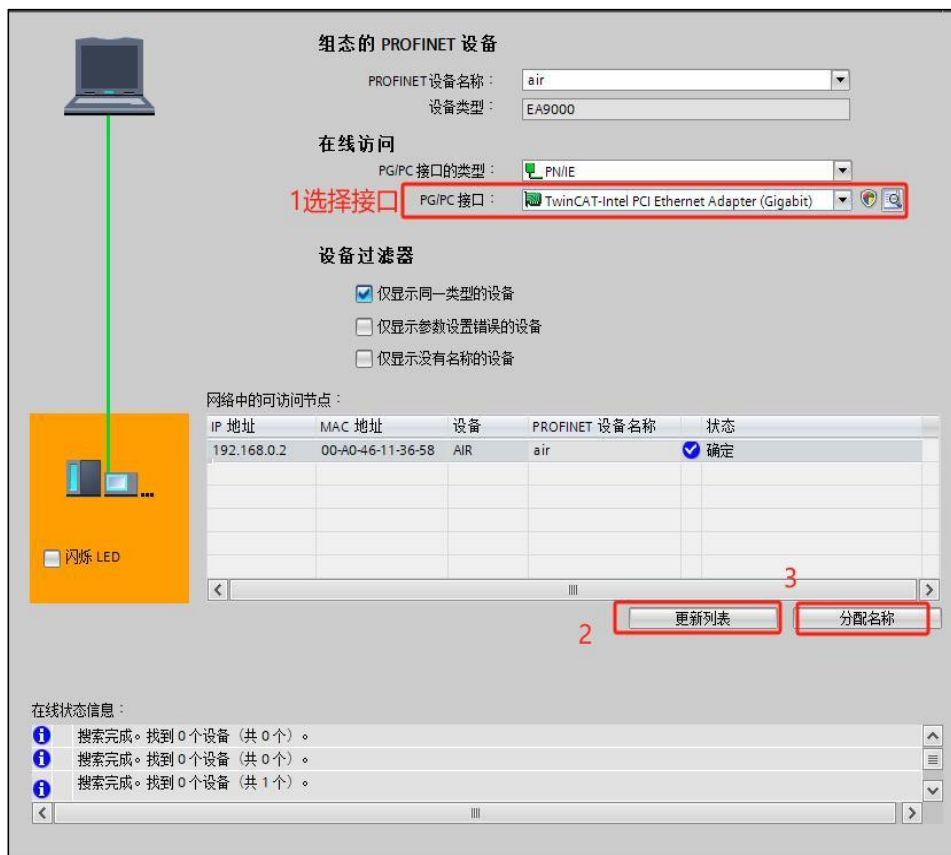 组态的 PROFINET 设备
PROFINET设备名称： air
设备类型： EA9000
在线访问
PG/PC 接口的类型： PN/IE
1选择接口 PG/PC 接口： TwinCAT-Intel PCI Ethernet Adapter (Gigabit)
设备过滤器
仅显示同一类型的设备
仅显示参数设置错误的设备
仅显示没有名称的设备
网络中的可访问节点：
IP 地址 MAC 地址 设备 PROFINET 设备名称 状态
192.168.0.2 00-A0-46-11-36-58 AIR air 确定
...
闪烁 LED
3
2 更新列表 分配名称
在线状态信息：
搜索完成。找到 0 个设备（共 0 个）。
搜索完成。找到 0 个设备（共 0 个）。
搜索完成。找到 0 个设备（共 1 个）。